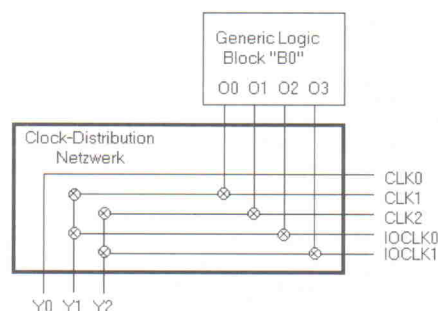 Generic Logic
Block "B0"
O0 O1 O2 O3
Clock-Distribution
Netzwerk
CLK0
CLK1
CLK2
IOCLK0
IOCLK1
Y0 Y1 Y2